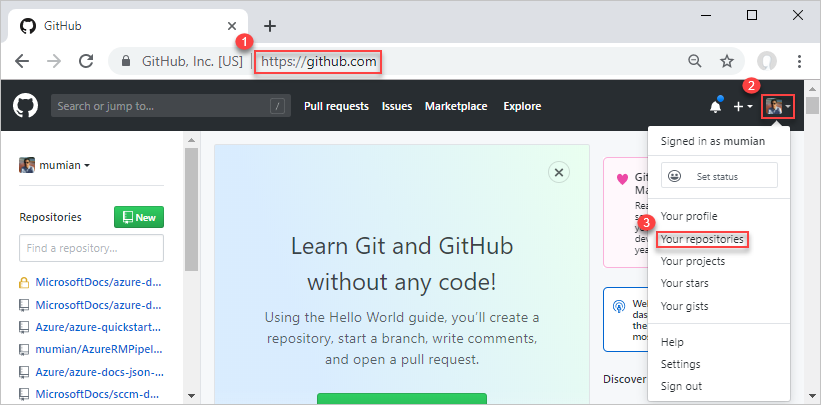 GitHub
1
GitHub, Inc. [US]
https://github.com
2
Search or jump to...
/
Pull requests
Issues
Marketplace
Explore
mumian
Repositories
New
Find a repository...
MicrosoftDocs/azure-d...
MicrosoftDocs/azure-d...
Azure/azure-quickstart...
mumian/AzureRMPipel...
Azure/azure-docs-json-...
MicrosoftDocs/sccm-d...
Learn Git and GitHub
without any code!
Using the Hello World guide, you’ll create a
repository, start a branch, write comments,
and open a pull request.
Discover
Signed in as mumian
Set status
Your profile
3
Your repositories
Your projects
Your stars
Your gists
Help
Settings
Sign out